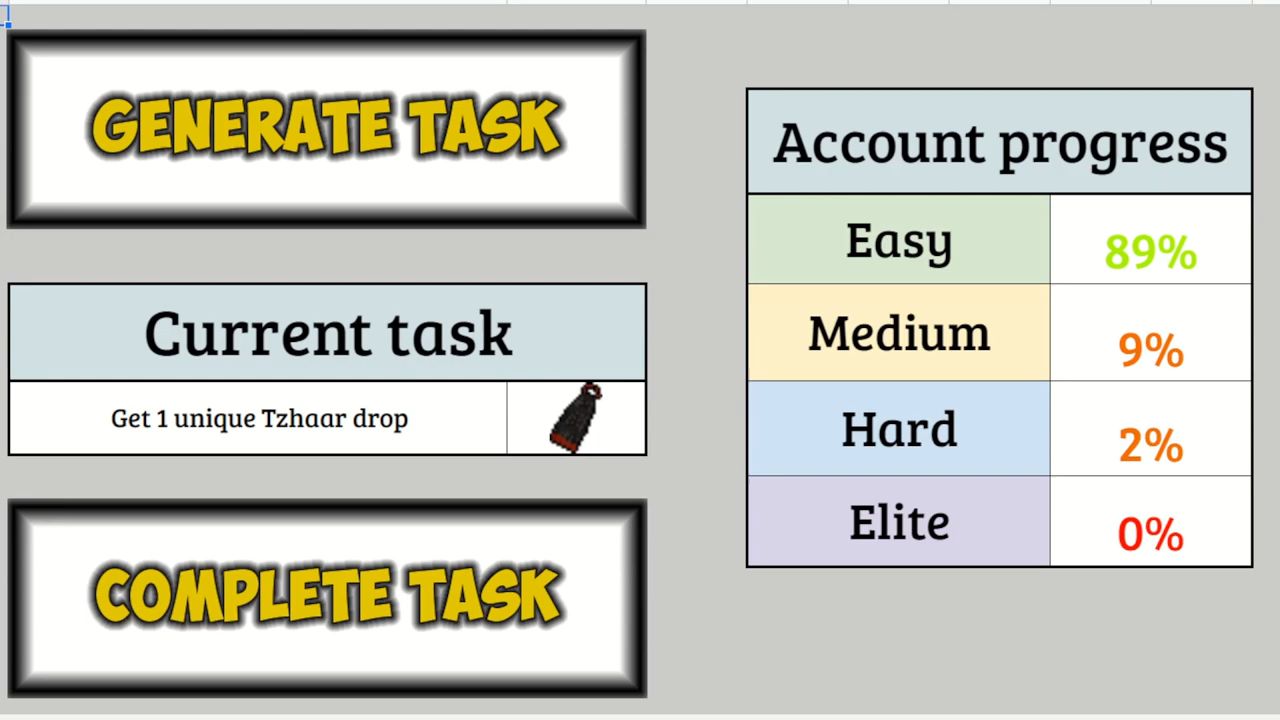 GENERATE TASK
Current task
Get 1 unique Tzhaar drop
COMPLETE TASK
Account progress
Easy 89%
Medium 9%
Hard 2%
Elite 0%